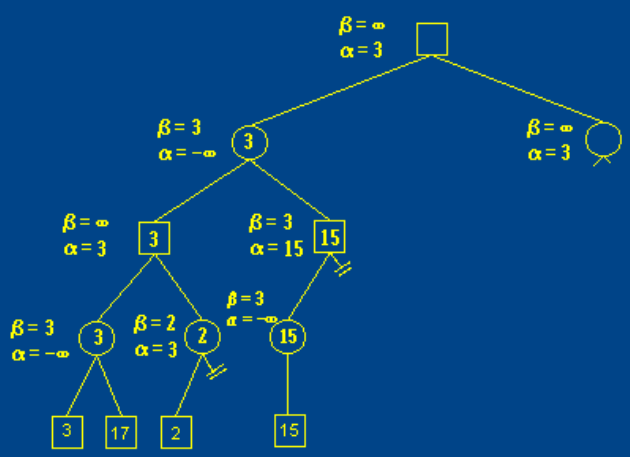 β = ∞
α = 3
β = 3
α = -∞
3
β = ∞
α = 3
β = ∞
α = 3
3
β = 3
α = 15
15
β = 3
α = -∞
3
β = 2
α = 3
2
β = 3
α = -∞
15
3
17
2
15